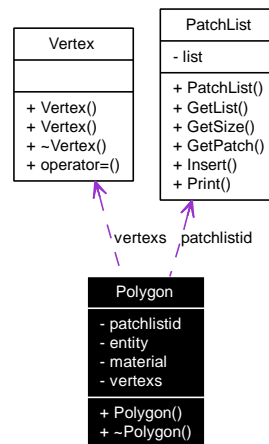 Vertex
+ Vertex()
+ Vertex()
+ ~Vertex()
+ operator=()
PatchList
- list
+ PatchList()
+ GetList()
+ GetSize()
+ GetPatch()
+ Insert()
+ Print()
vertexs
patchlistid
Polygon
- patchlistid
- entity
- material
- vertexs
+ Polygon()
+ ~Polygon()